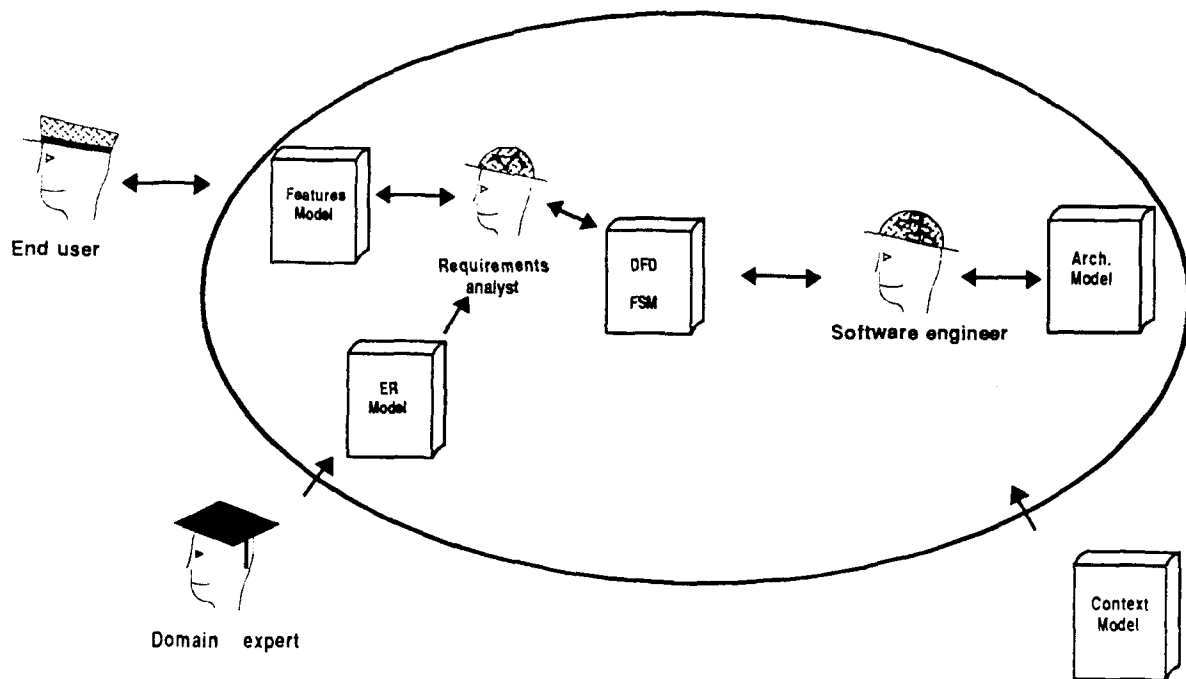 End user
Features
Model
Requirements
analyst
DFD
FSM
Software engineer
Arch.
Model
ER
Model
Domain expert
Context
Model